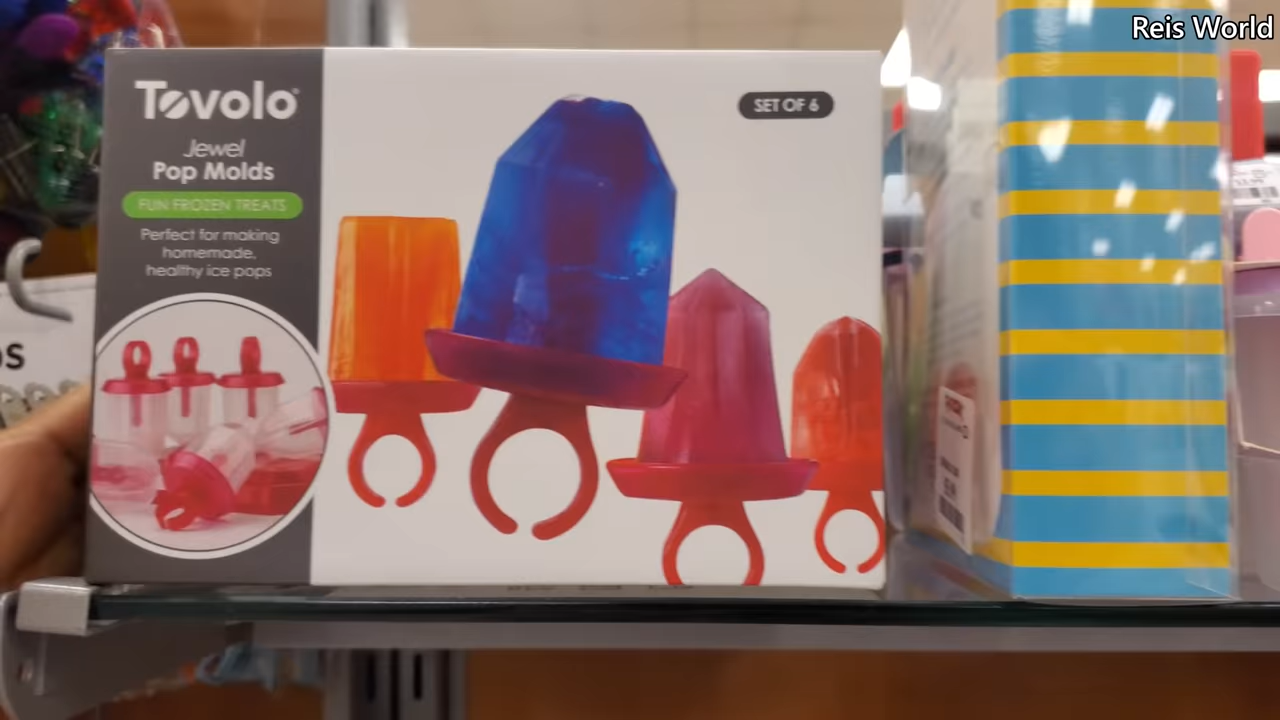 Reis World
Tovolo
Jewel
Pop Molds
FUN FROZEN TREATS
Perfect for making
homemade,
healthy ice pops
SET OF 6